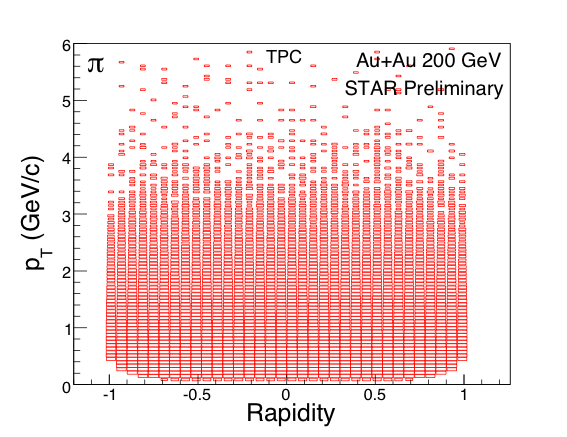 π
TPC
Au+Au 200 GeV
STAR Preliminary
6
5
4
3
2
1
0
p_T (GeV/c)
-1
-0.5
0
0.5
1
Rapidity